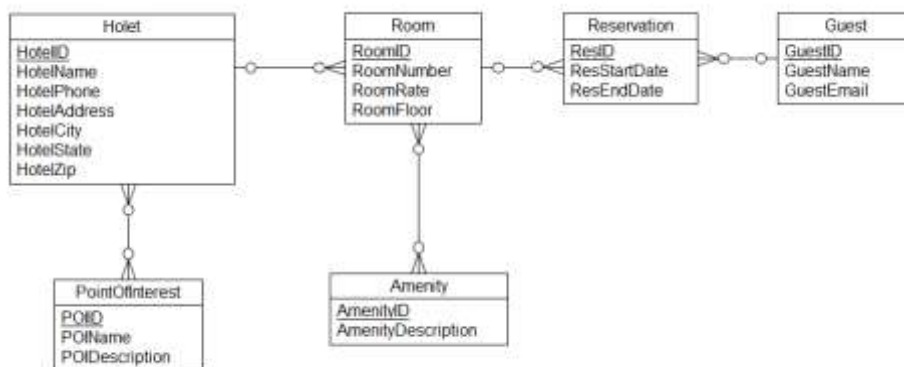 Holet
HotelID
HotelName
HotelPhone
HotelAddress
HotelCity
HotelState
HotelZip
Room
RoomID
RoomNumber
RoomRate
RoomFloor
Reservation
ResID
ResStartDate
ResEndDate
Guest
GuestID
GuestName
GuestEmail
PointOfInterest
POIID
POIName
POIDescription
Amenity
AmenityID
AmenityDescription